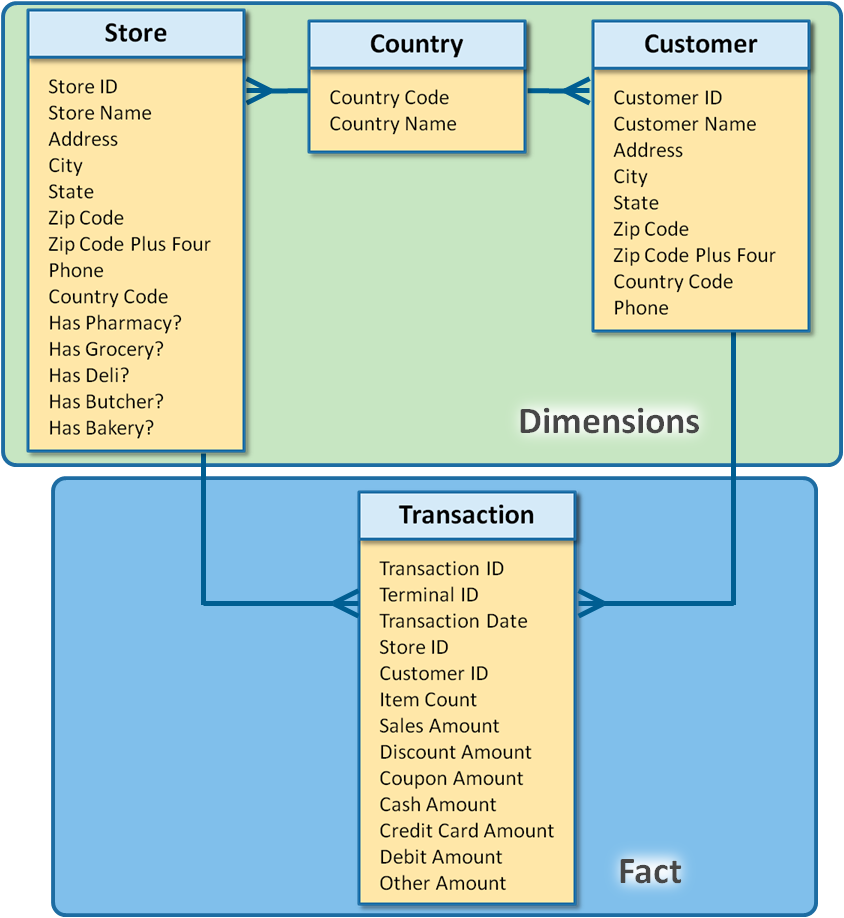 Store
Store ID
Store Name
Address
City
State
Zip Code
Zip Code Plus Four
Phone
Country Code
Has Pharmacy?
Has Grocery?
Has Deli?
Has Butcher?
Has Bakery?
Country
Country Code
Country Name
Customer
Customer ID
Customer Name
Address
City
State
Zip Code
Zip Code Plus Four
Country Code
Phone
Dimensions
Transaction
Transaction ID
Terminal ID
Transaction Date
Store ID
Customer ID
Item Count
Sales Amount
Discount Amount
Coupon Amount
Cash Amount
Credit Card Amount
Debit Amount
Other Amount
Fact